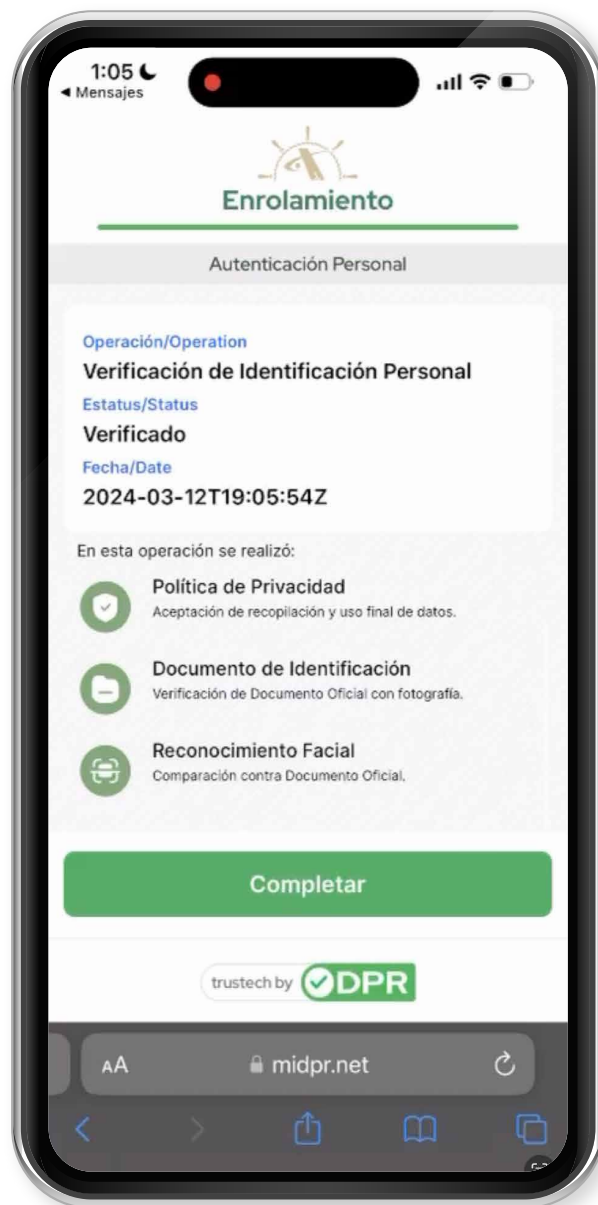 1:05
◀ Mensajes
Enrolamiento
Autenticación Personal
Operación/Operation
Verificación de Identificación Personal
Estatus/Status
Verificado
Fecha/Date
2024-03-12T19:05:54Z
En esta operación se realizó:
Política de Privacidad
Aceptación de recopilación y uso final de datos.
Documento de Identificación
Verificación de Documento Oficial con fotografía.
Reconocimiento Facial
Comparación contra Documento Oficial.
Completar
trustech by DPR
AA midpr.net